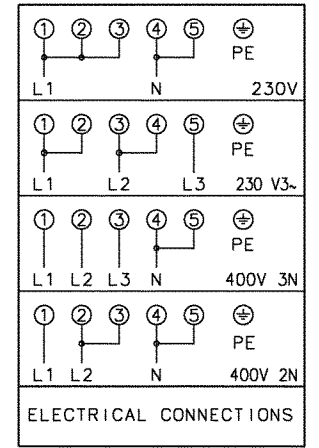 ① ② ③ ④ ⑤
PE
L1 N 230V
① ② ③ ④ ⑤
PE
L1 L2 L3 230 V3~
① ② ③ ④ ⑤
PE
L1 L2 L3 N 400V 3N
① ② ③ ④ ⑤
PE
L1 L2 N 400V 2N
ELECTRICAL CONNECTIONS